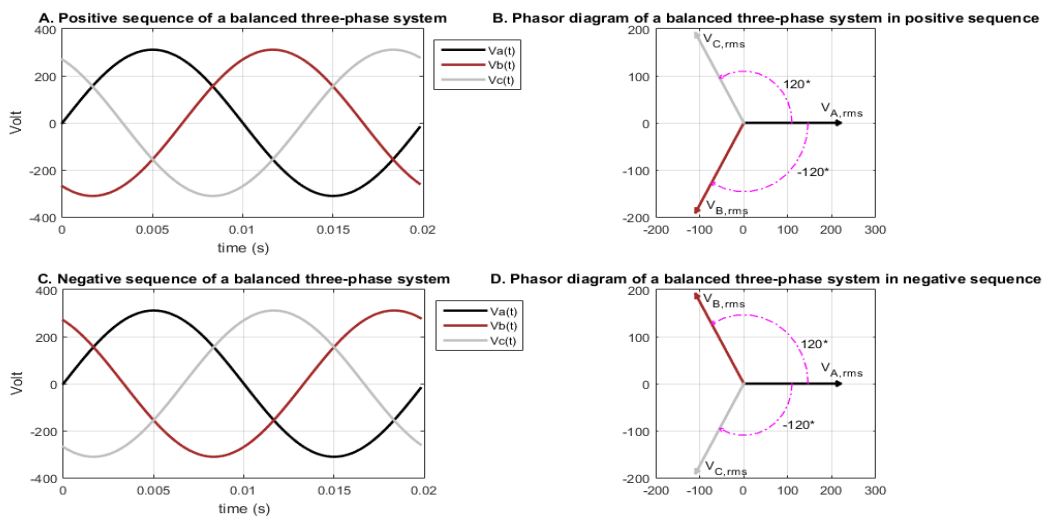 A. Positive sequence of a balanced three-phase system
400
200
0
-200
-400
Volt
0
0.005
0.01
0.015
0.02
time (s)
Va(t)
Vb(t)
Vc(t)
B. Phasor diagram of a balanced three-phase system in positive sequence
200
100
0
-100
-200
-200
-100
0
100
200
300
V_C,rms
120*
V_A,rms
-120*
V_B,rms
C. Negative sequence of a balanced three-phase system
400
200
0
-200
-400
Volt
0
0.005
0.01
0.015
0.02
time (s)
Va(t)
Vb(t)
Vc(t)
D. Phasor diagram of a balanced three-phase system in negative sequence
200
100
0
-100
-200
-200
-100
0
100
200
300
V_B,rms
120*
V_A,rms
-120*
V_C,rms